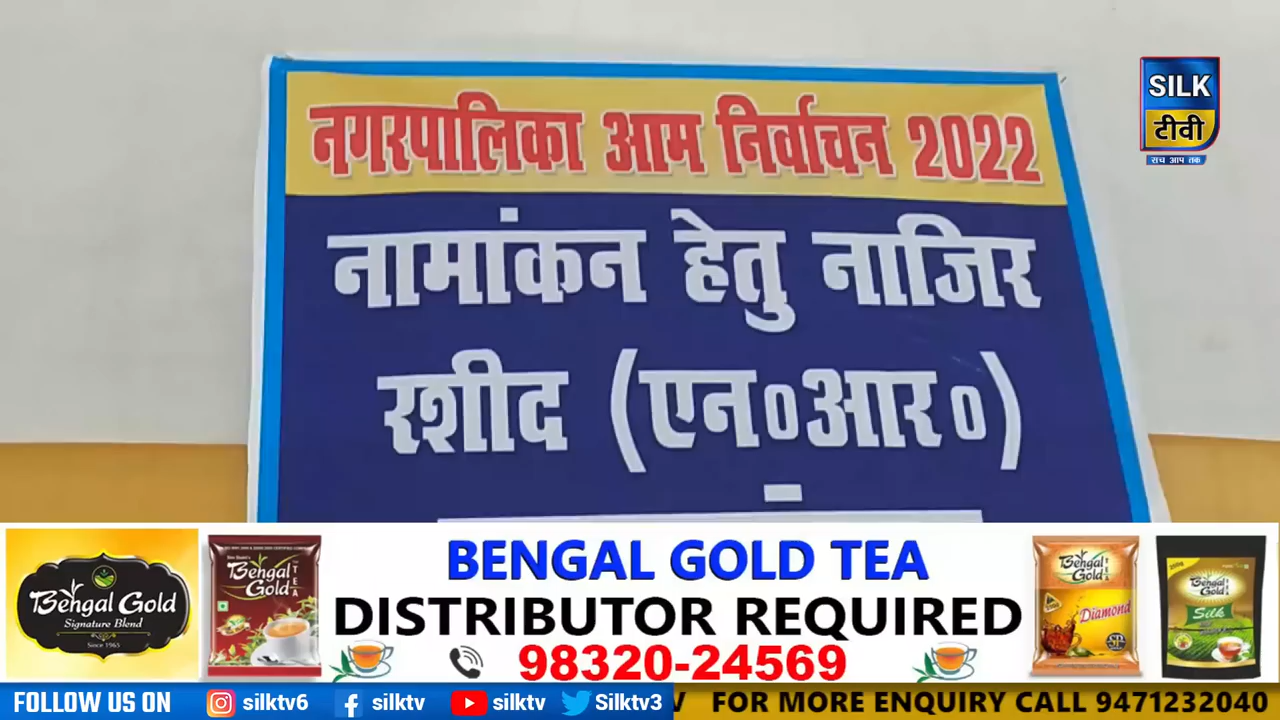 नगरपालिका आम निर्वाचन 2022
SILK
टीवी
सच आप तक
नामांकन हेतु नाजिर
रशीद (एन०आर०)
Bengal Gold
Signature Blend
Since 1965
Bengal
Gold
TEA
BENGAL GOLD TEA
DISTRIBUTOR REQUIRED
98320-24569
Bengal
Gold
Diamond
Bengal
Gold
Silk
FOLLOW US ON
silktv6
silktv
silktv
Silktv3
V
FOR MORE ENQUIRY CALL 9471232040